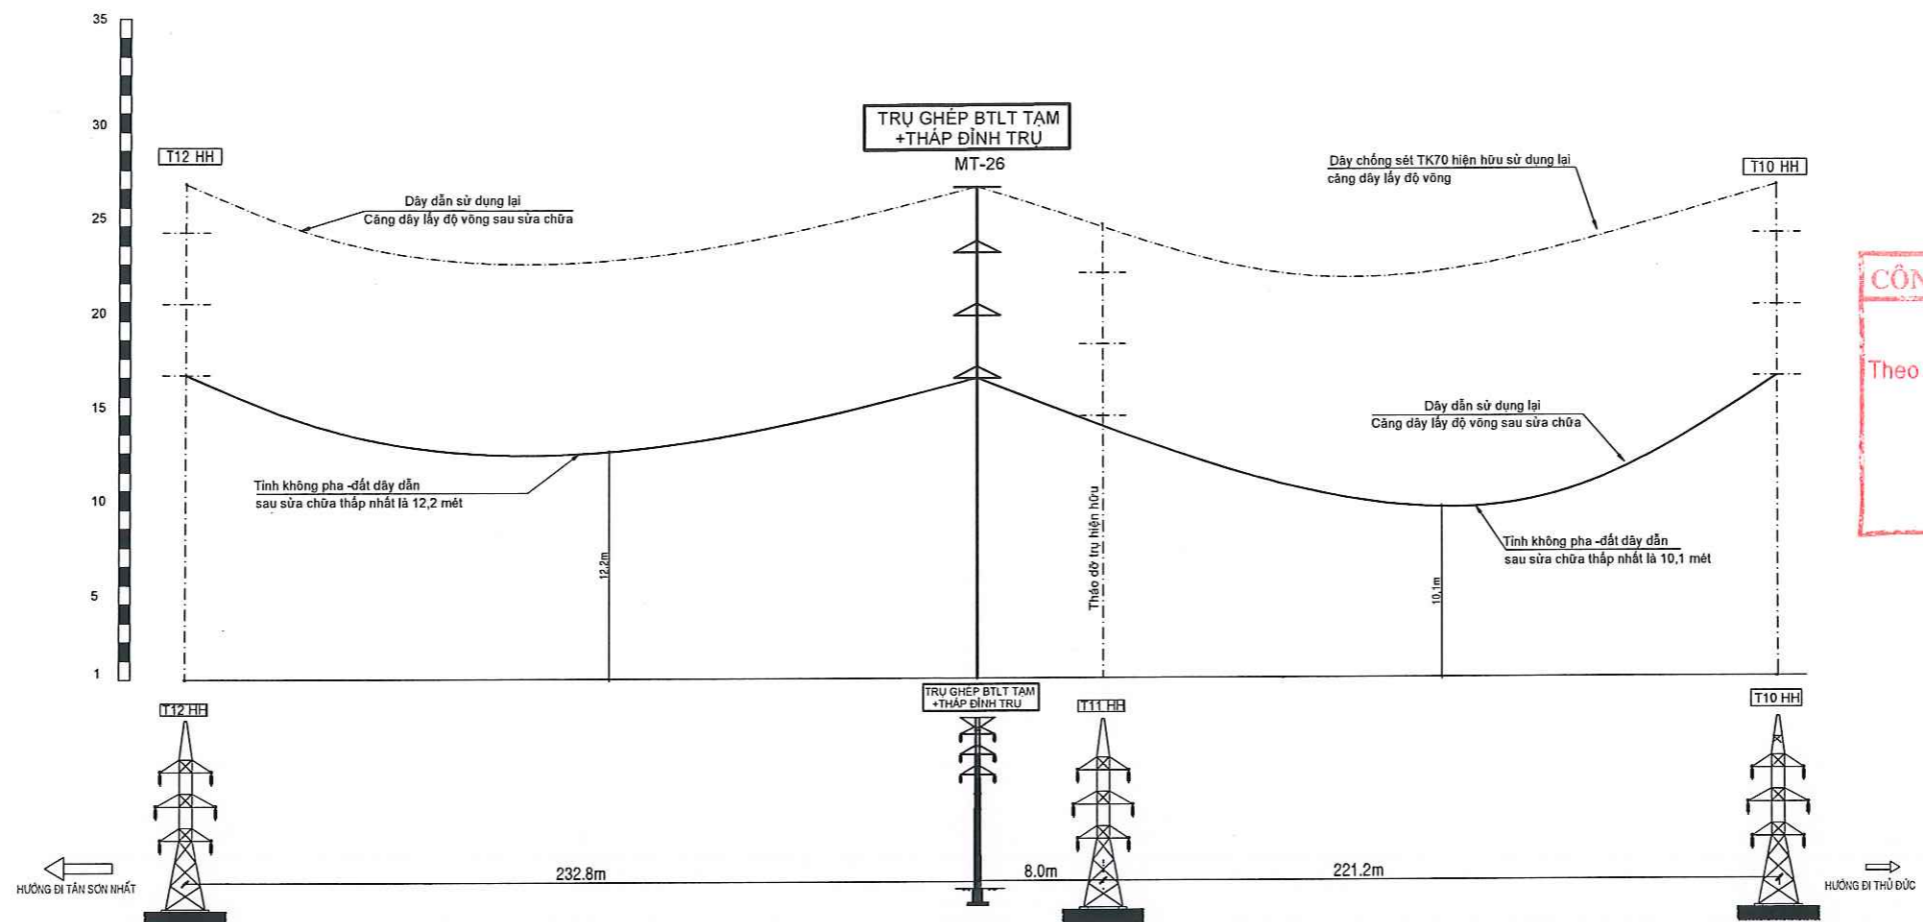 35
30
25
20
15
10
5
1
T12 HH
TRỤ GHÉP BTLT TẠM
+THÁP ĐỈNH TRỤ
MT-26
Dây chống sét TK70 hiện hữu sử dụng lại
căng dây lấy độ võng
T10 HH
Dây dẫn sử dụng lại
Căng dây lấy độ võng sau sửa chữa
CÔN
Theo
Dây dẫn sử dụng lại
Căng dây lấy độ võng sau sửa chữa
Tỉnh không pha -đất dây dẫn
sau sửa chữa thấp nhất là 12,2 mét
Tỉnh không pha -đất dây dẫn
sau sửa chữa thấp nhất là 10,1 mét
12,2m
Tháo dỡ trụ hiện hữu
10,1m
T12 HH
TRỤ GHÉP BTLT TẠM
+THÁP ĐỈNH TRỤ
T11 HH
T10 HH
232.8m
8.0m
221.2m
HƯỚNG ĐI TÂN SƠN NHẤT
HƯỚNG ĐI THỦ ĐỨC